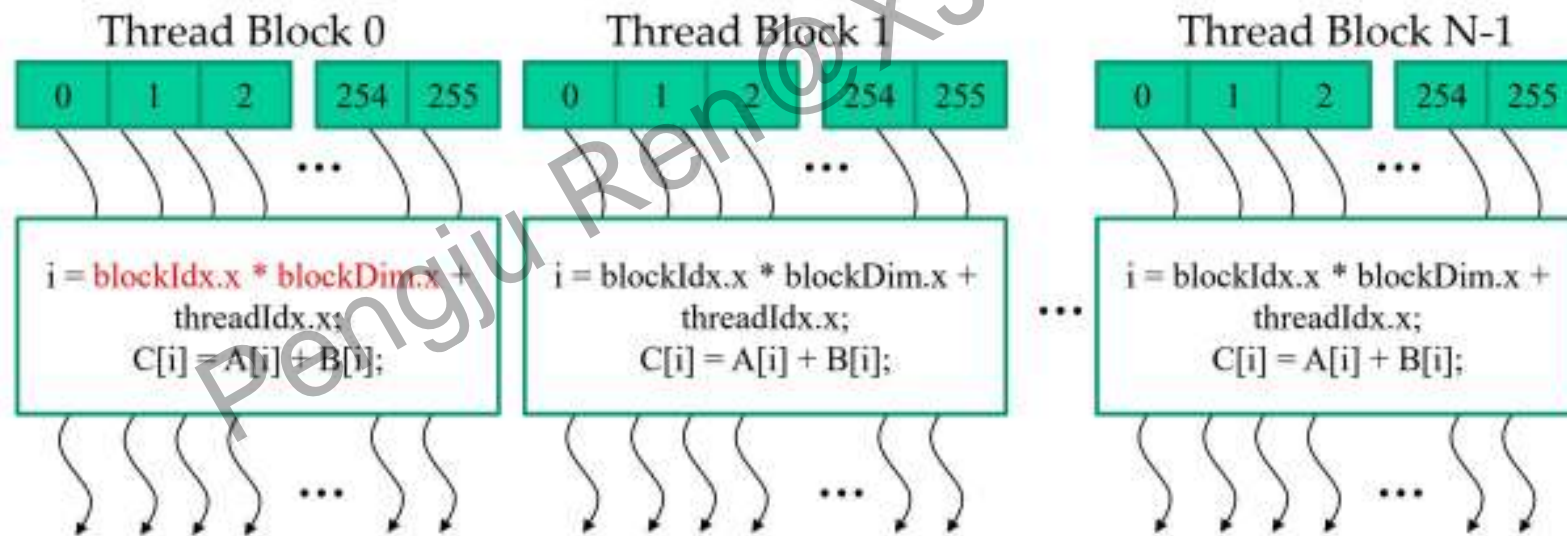 Thread Block 0
0 1 2 254 255
...
i = blockIdx.x * blockDim.x +
threadIdx.x;
C[i] = A[i] + B[i];
...
Thread Block 1
0 1 2 254 255
...
i = blockIdx.x * blockDim.x +
threadIdx.x;
C[i] = A[i] + B[i];
...
...
Thread Block N-1
0 1 2 254 255
...
i = blockIdx.x * blockDim.x +
threadIdx.x;
C[i] = A[i] + B[i];
...
Pengju Ren@XJ